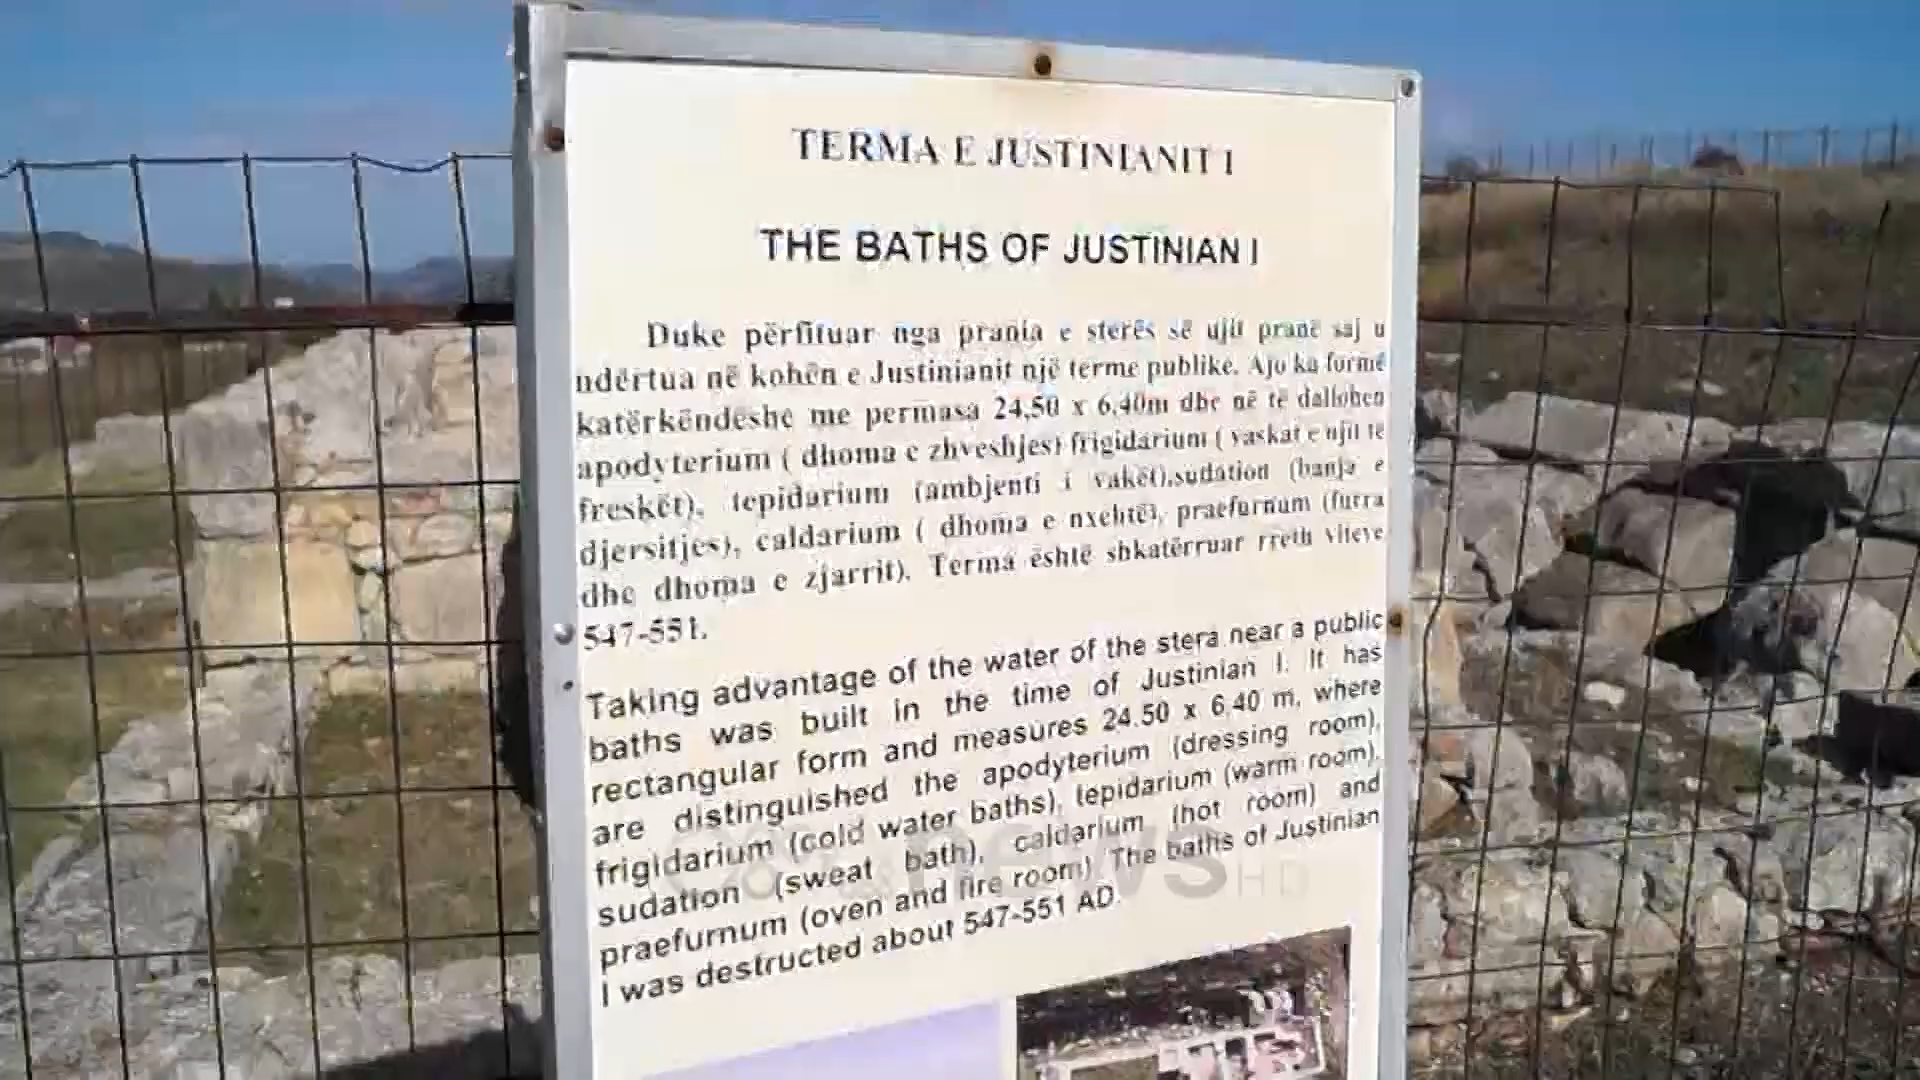 TERMA E JUSTINIANIT I
THE BATHS OF JUSTINIAN I
Duke përfituar nga prania e sterës së ujit pranë saj u
ndërtua në kohën e Justinianit një terme publike. Ajo ka formë
katërkëndëshe me permasa 24,50 x 6,40m dhe në të dallohen
apodyterium ( dhoma e zhveshjes) frigidarium ( vaskat e ujit të
freskët), tepidarium (ambjenti i vakët),sudation (banja e
djersitjes), caldarium ( dhoma e nxehtë), praefurnum (furra
dhe dhoma e zjarrit). Terma është shkatërruar rreth viteve
547-551.
Taking advantage of the water of the stera near a public
baths was built in the time of Justinian I. It has
rectangular form and measures 24.50 x 6.40 m, where
are distinguished the apodyterium (dressing room),
frigidarium (cold water baths), tepidarium (warm room),
sudation (sweat bath), caldarium (hot room) and
praefurnum (oven and fire room) The baths of Justinian
I was destructed about 547-551 AD.
news HD